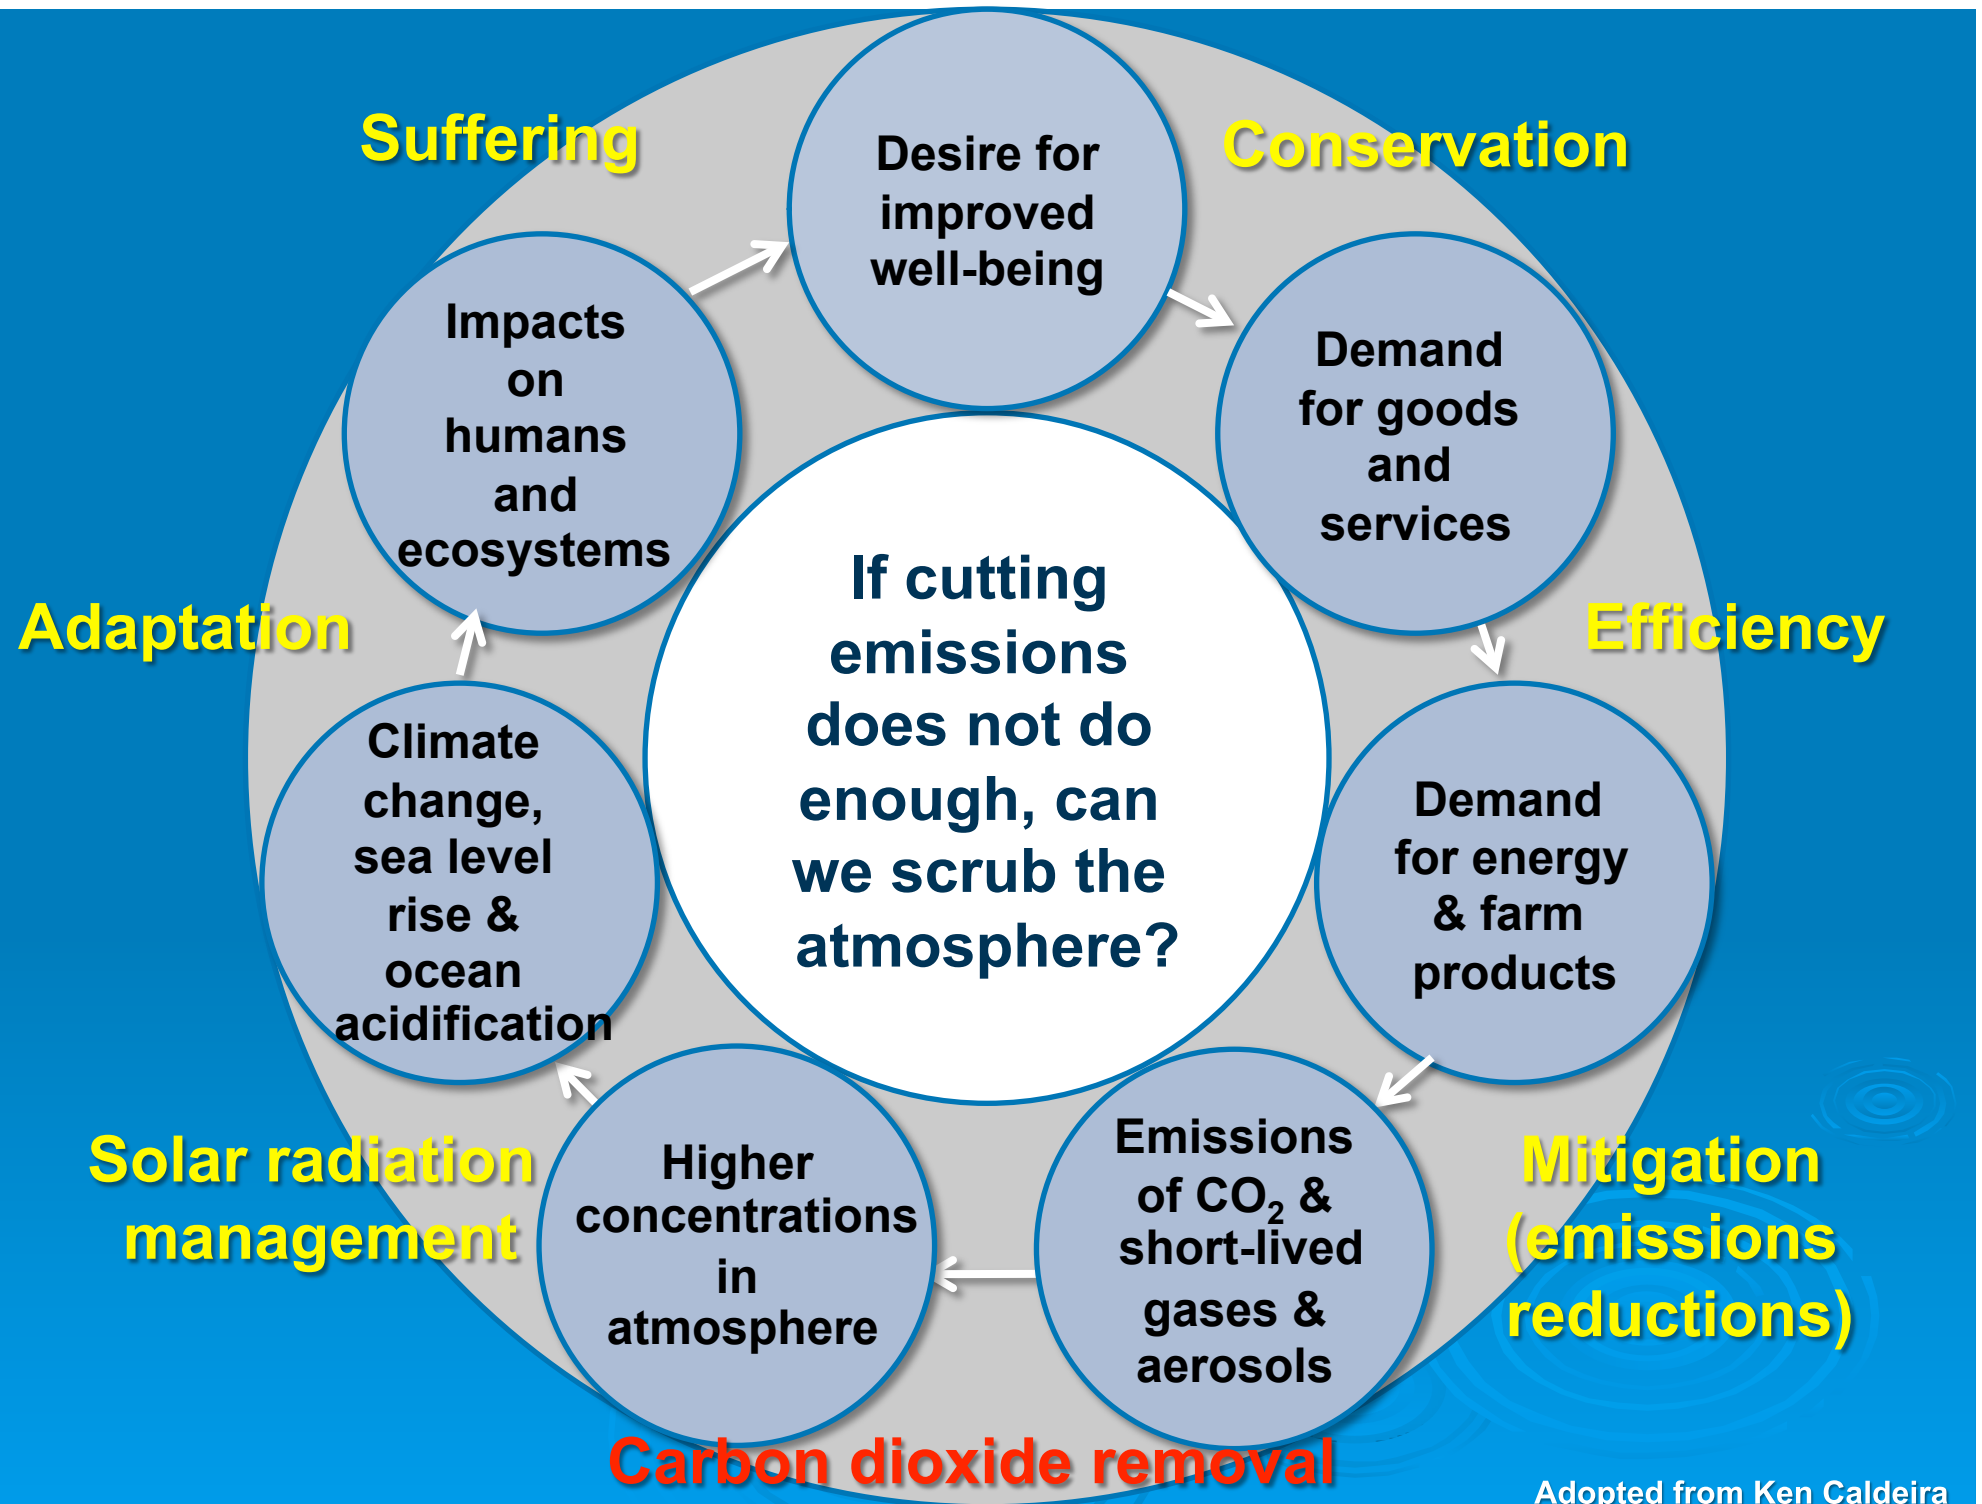 Suffering
Conservation
Desire for
improved
well-being
Impacts
on
humans
and
ecosystems
Demand
for goods
and
services
If cutting
emissions
does not do
enough, can
we scrub the
atmosphere?
Adaptation
Efficiency
Climate
change,
sea level
rise &
ocean
acidification
Demand
for energy
& farm
products
Solar radiation
management
Higher
concentrations
in
atmosphere
Emissions
of CO₂ &
short-lived
gases &
aerosols
Mitigation
(emissions
reductions)
Carbon dioxide removal
Adopted from Ken Caldeira